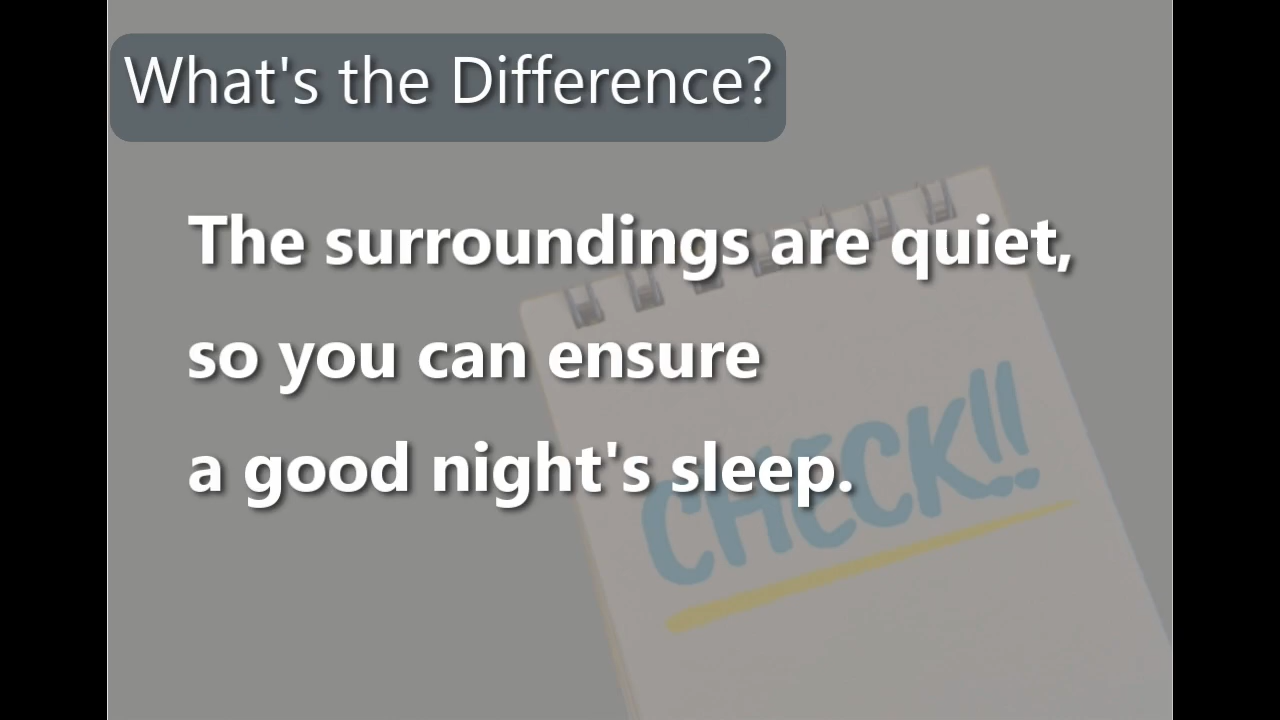 What's the Difference?
The surroundings are quiet,
so you can ensure
a good night's sleep.
CHECK!!